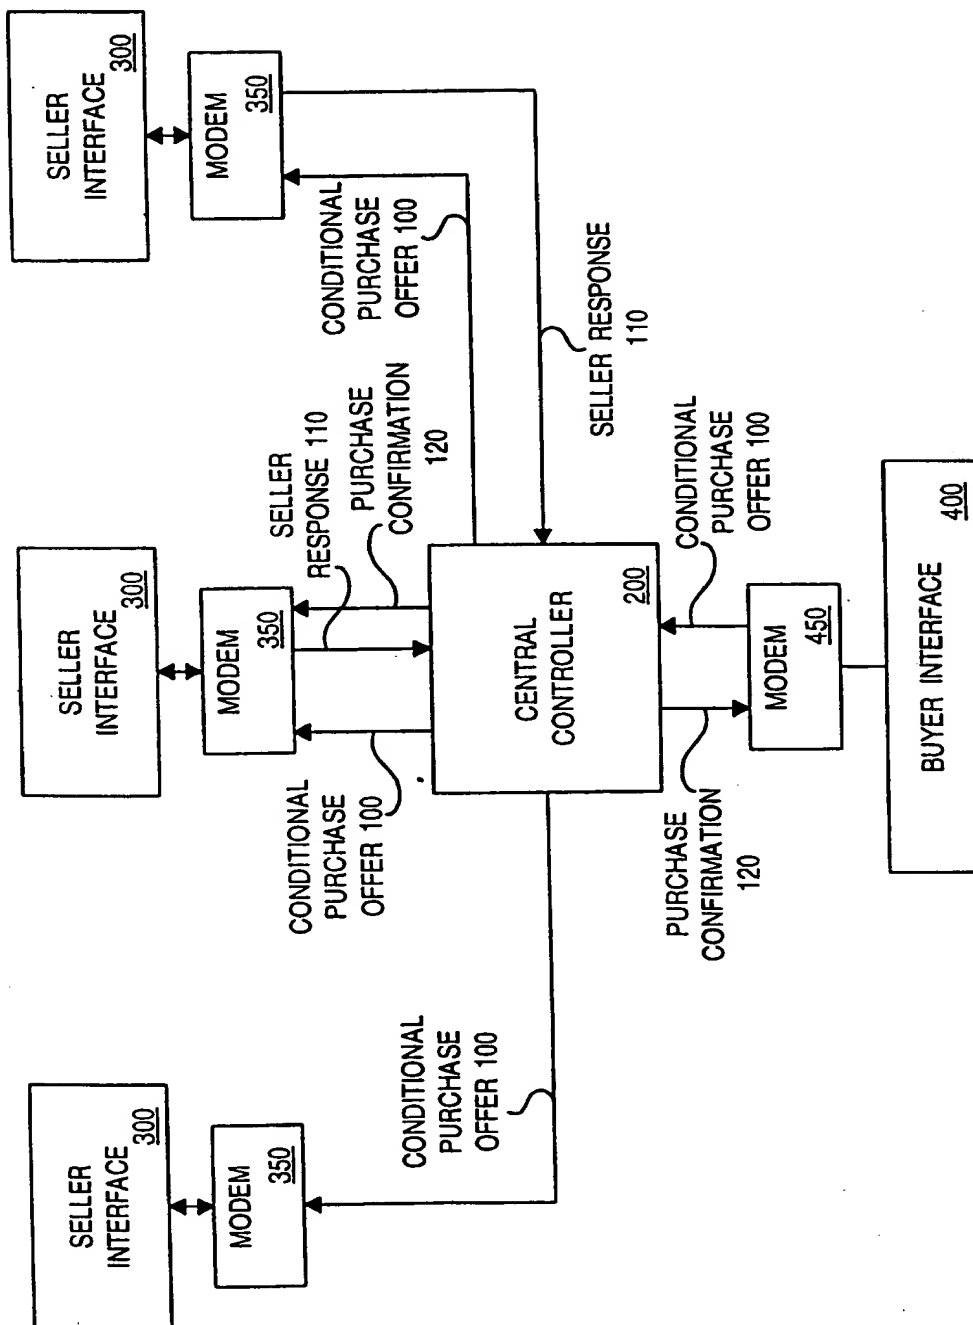 SELLER
INTERFACE
300
MODEM
350
CONDITIONAL
PURCHASE
OFFER 100
SELLER
INTERFACE
300
MODEM
350
CONDITIONAL
PURCHASE
OFFER 100
SELLER
RESPONSE 110
PURCHASE
CONFIRMATION
120
SELLER
INTERFACE
300
MODEM
350
CONDITIONAL
PURCHASE
OFFER 100
SELLER RESPONSE
110
CENTRAL
CONTROLLER
200
PURCHASE
CONFIRMATION
120
CONDITIONAL
PURCHASE
OFFER 100
MODEM
450
BUYER INTERFACE
400